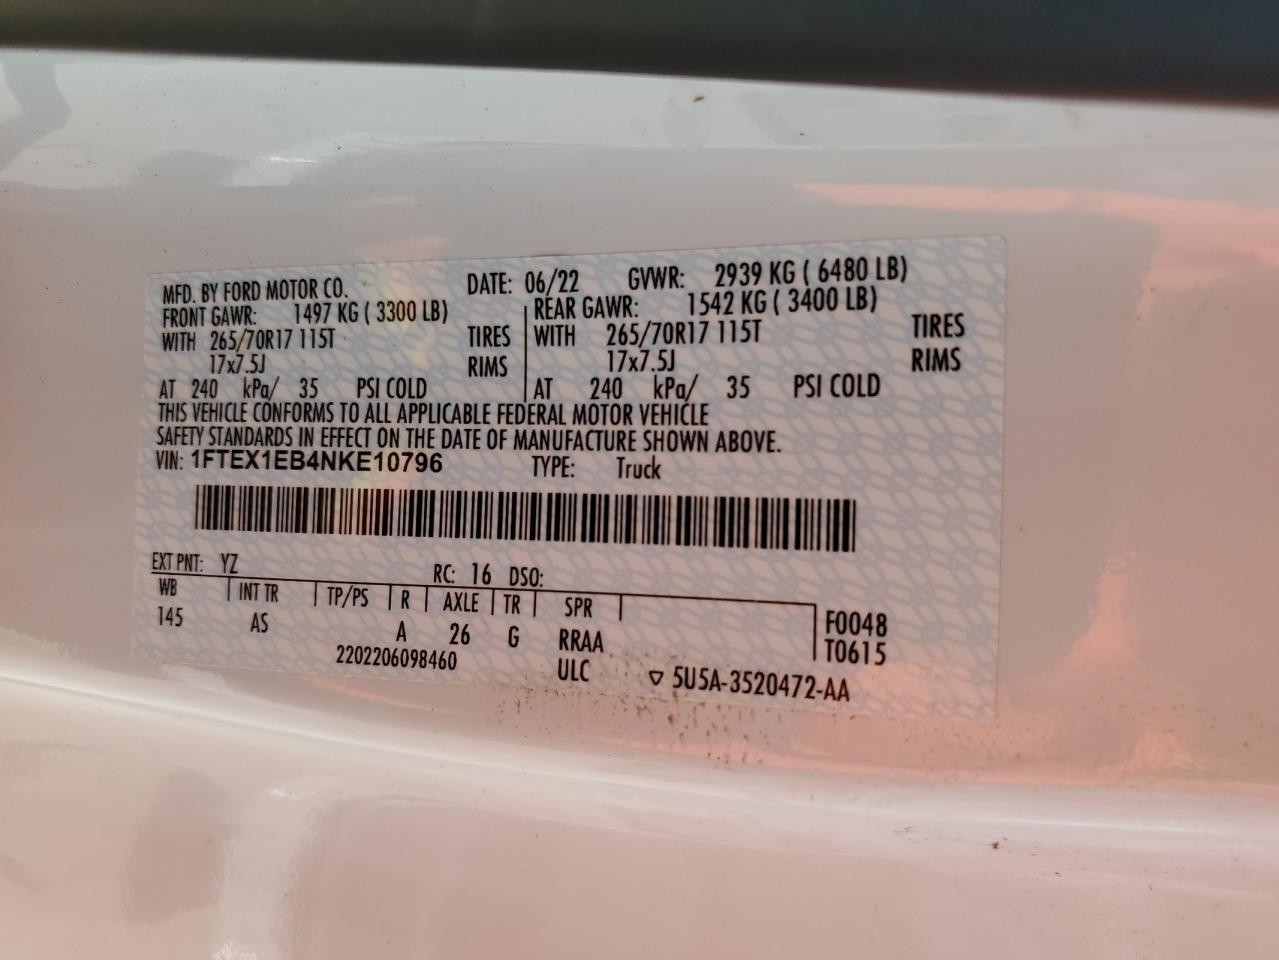 MFD. BY FORD MOTOR CO. DATE: 06/22 GVWR: 2939 KG ( 6480 LB)
FRONT GAWR: 1497 KG ( 3300 LB) REAR GAWR: 1542 KG ( 3400 LB)
WITH 265/70R17 115T TIRES WITH 265/70R17 115T TIRES
17x7.5J RIMS 17x7.5J RIMS
AT 240 kPa/ 35 PSI COLD AT 240 kPa/ 35 PSI COLD
THIS VEHICLE CONFORMS TO ALL APPLICABLE FEDERAL MOTOR VEHICLE
SAFETY STANDARDS IN EFFECT ON THE DATE OF MANUFACTURE SHOWN ABOVE.
VIN: 1FTEX1EB4NKE10796 TYPE: Truck
EXT PNT: YZ RC: 16 DSO:
WB INT TR TP/PS R AXLE TR SPR F0048
145 AS A 26 G RRAA T0615
2202206098460 ULC ▽ 5U5A-3520472-AA